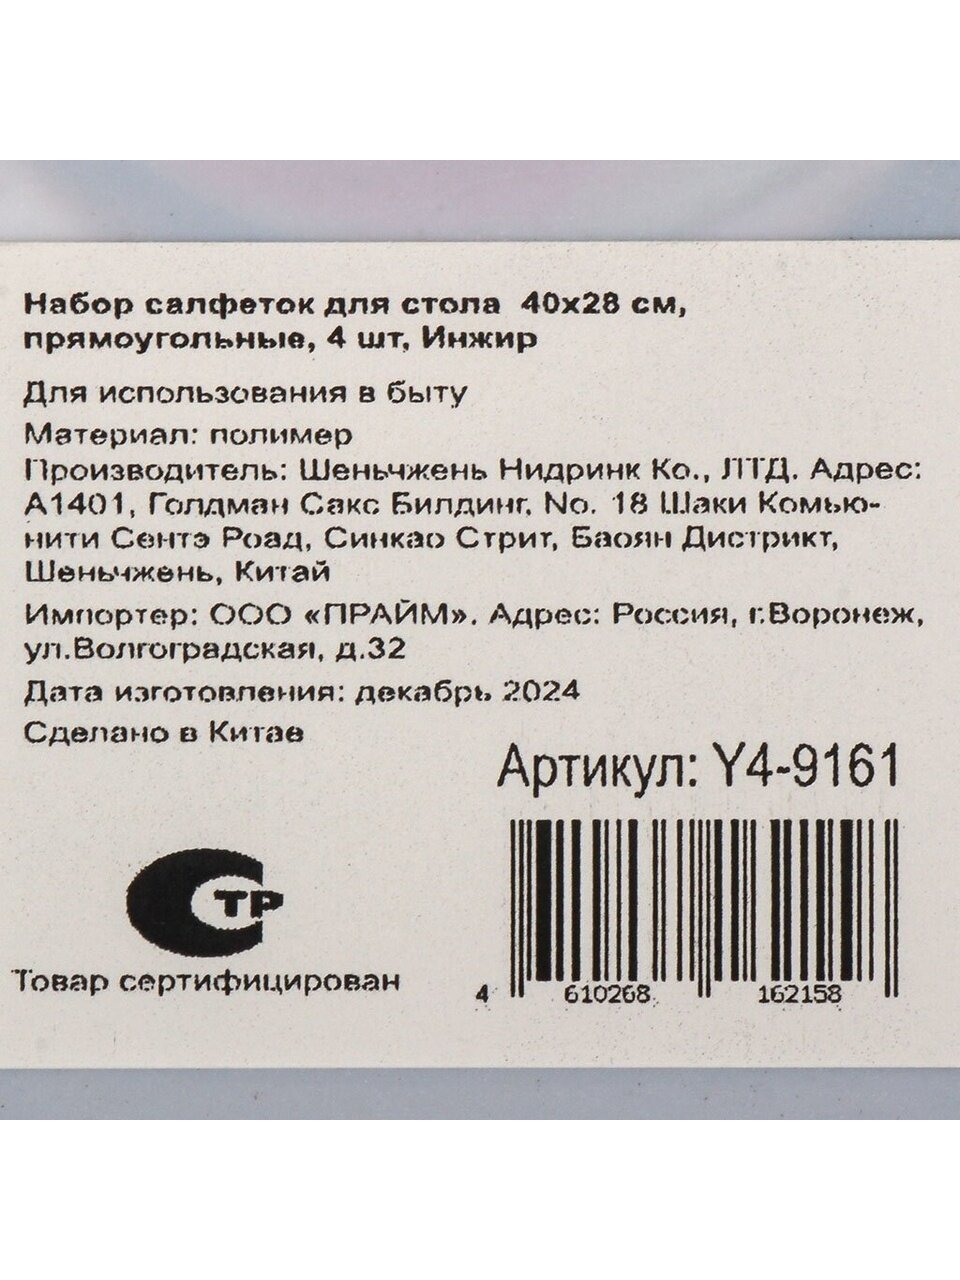 Набор салфеток для стола 40х28 см,
прямоугольные, 4 шт, Инжир
Для использования в быту
Материал: полимер
Производитель: Шеньчжень Нидринк Ко., ЛТД. Адрес:
А1401, Голдман Сакс Билдинг, No. 18 Шаки Комью-
нити Сентэ Роад, Синкао Стрит, Баоян Дистрикт,
Шеньчжень, Китай
Импортер: ООО «ПРАЙМ». Адрес: Россия, г.Воронеж,
ул.Волгоградская, д.32
Дата изготовления: декабрь 2024
Сделано в Китае
Артикул: Y4-9161
СТР
Товар сертифицирован
4 610268 162158